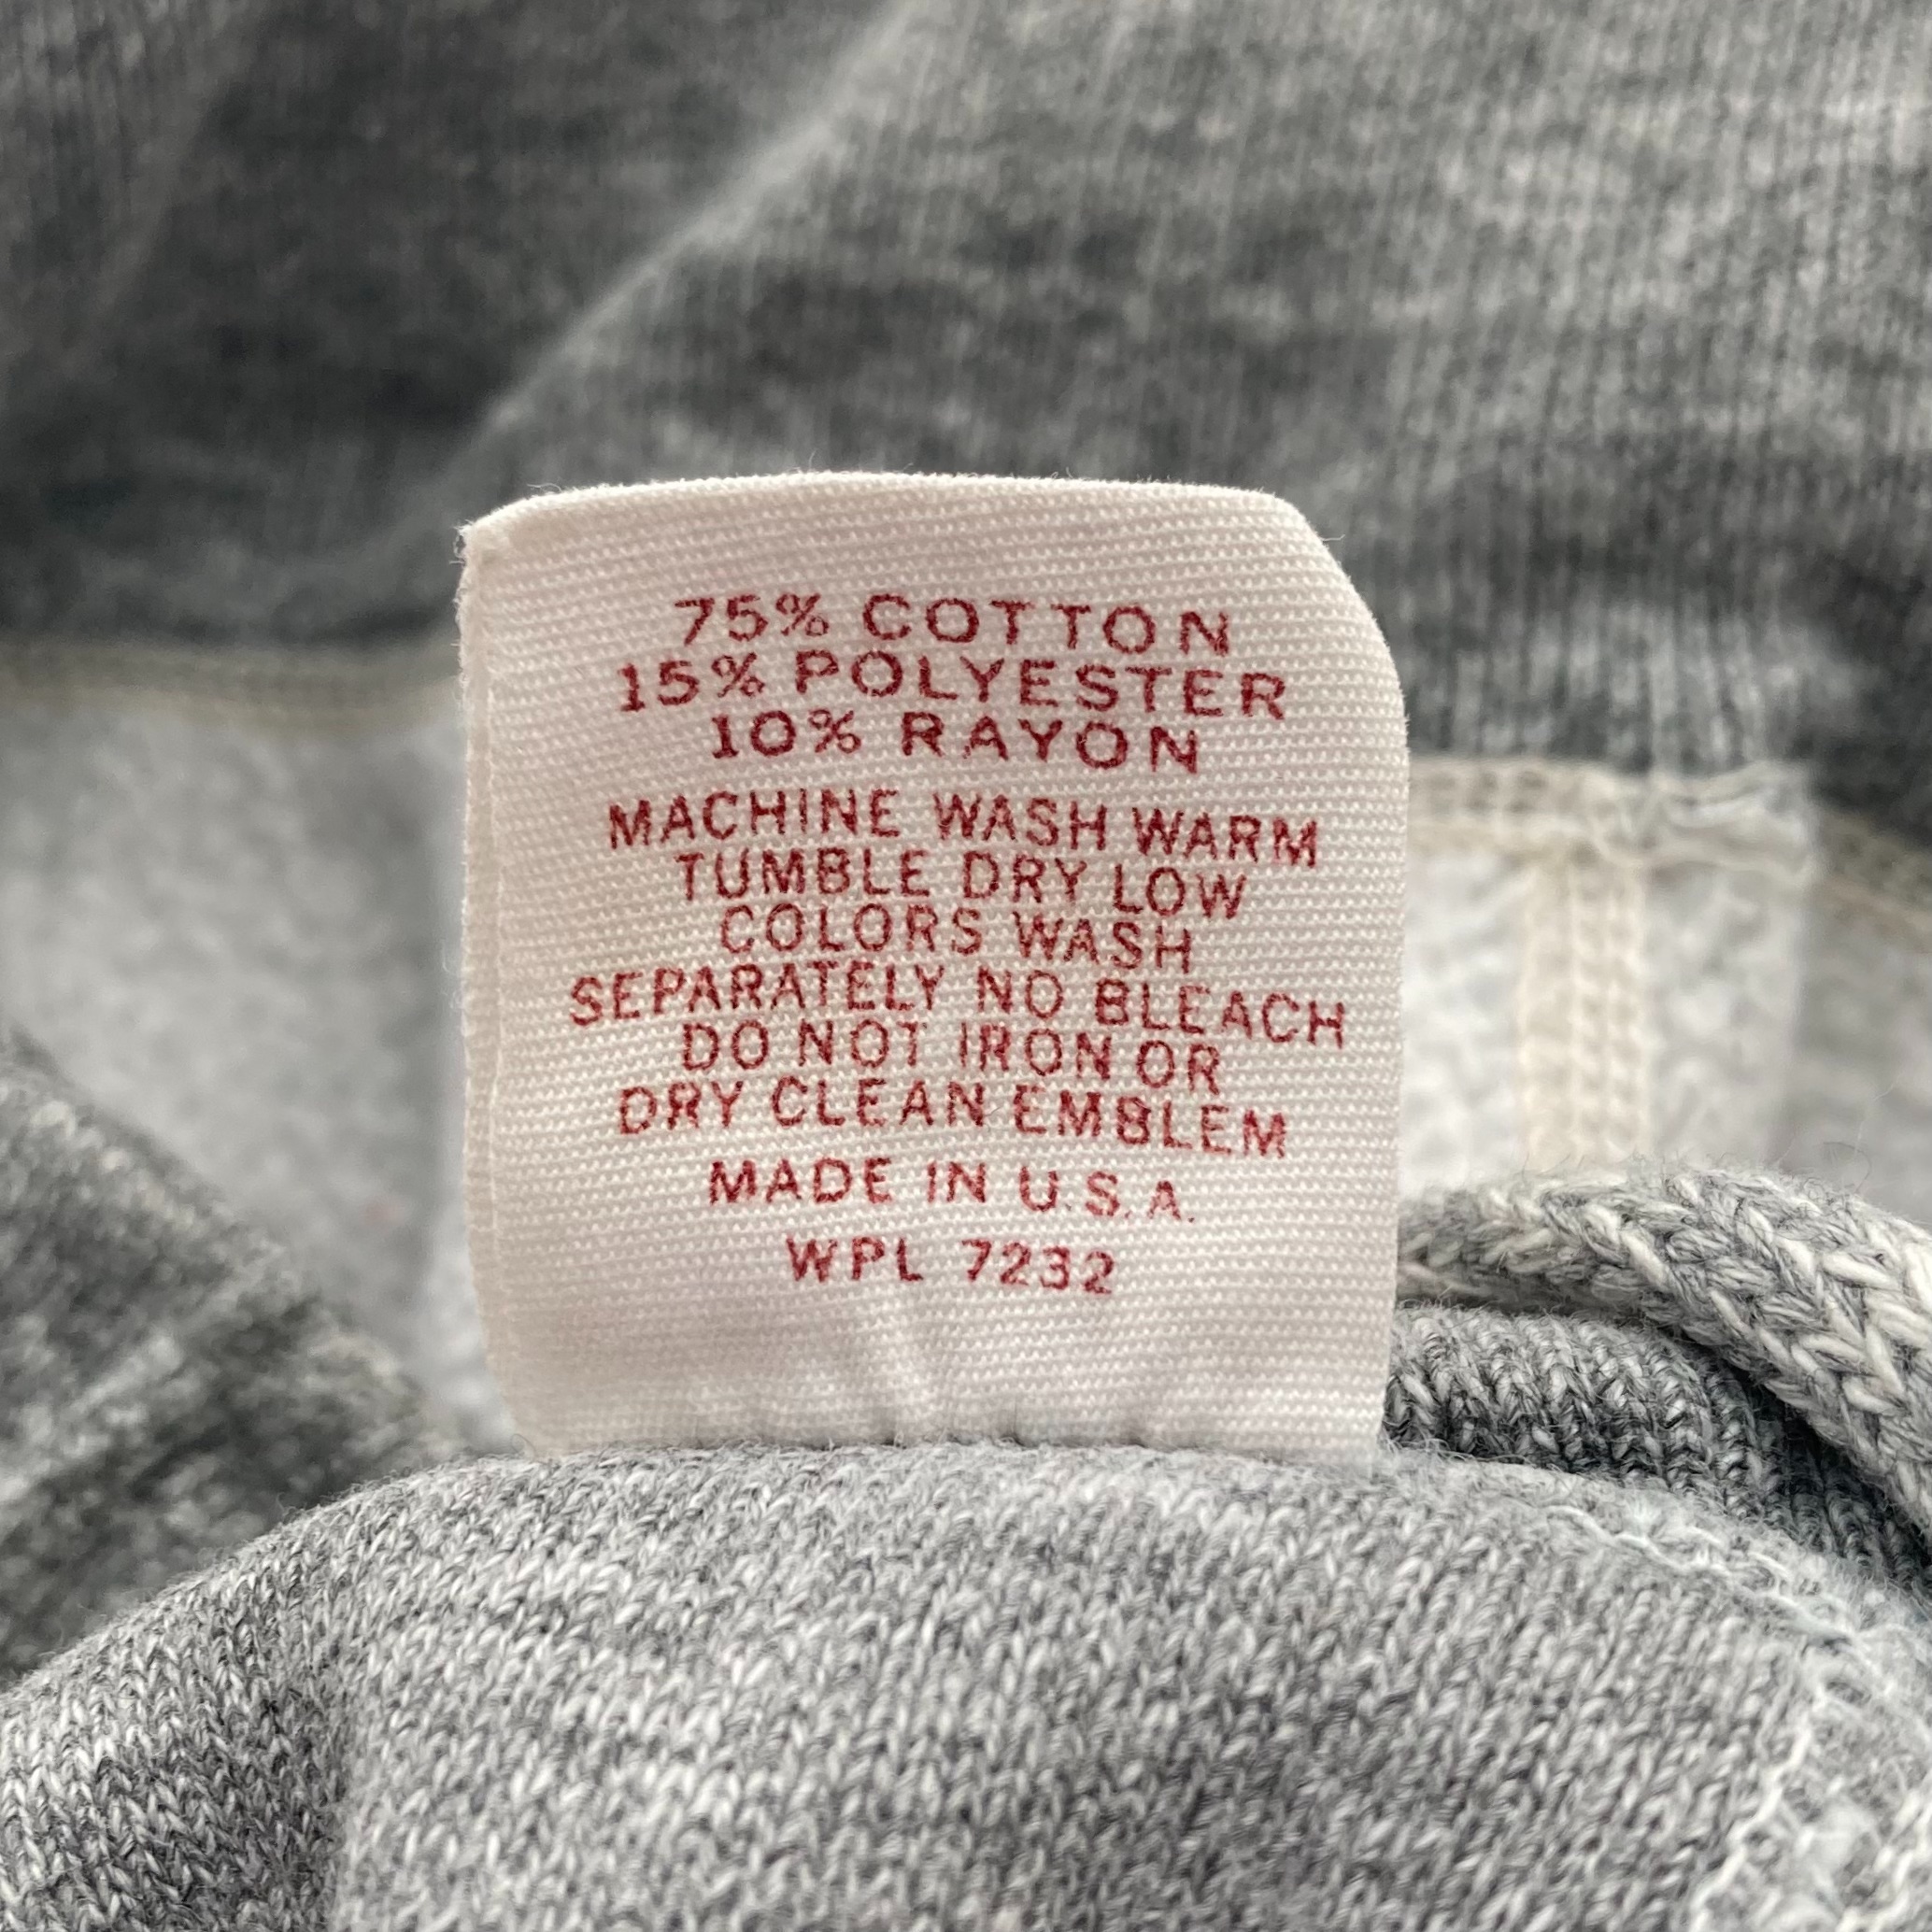 75% COTTON
15% POLYESTER
10% RAYON
MACHINE WASH WARM
TUMBLE DRY LOW
COLORS WASH
SEPARATELY NO BLEACH
DO NOT IRON OR
DRY CLEAN EMBLEM
MADE IN U.S.A.
WPL 7232